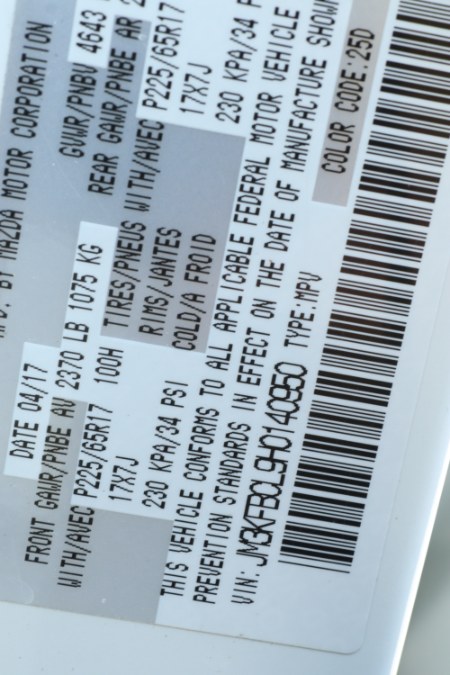 BY MAZDA MOTOR CORPORATION
DATE 04/17 GVWR/PNBV 4643
FRONT GAWR/PNBE AV 2370 LB 1075 KG REAR GAWR/PNBE AR
WITH/AVEC P225/65R17 100H TIRES/PNEUS WITH/AVEC P225/65R17
17X7J RIMS/JANTES 17X7J
230 KPA/34 PSI COLD/A FROID 230 KPA/34
THIS VEHICLE CONFORMS TO ALL APPLICABLE FEDERAL MOTOR VEHICLE
PREVENTION STANDARDS IN EFFECT ON THE DATE OF MANUFACTURE SHOWN
VIN: JM3KFBCL9H0140950 TYPE:MPV COLOR CODE:25D